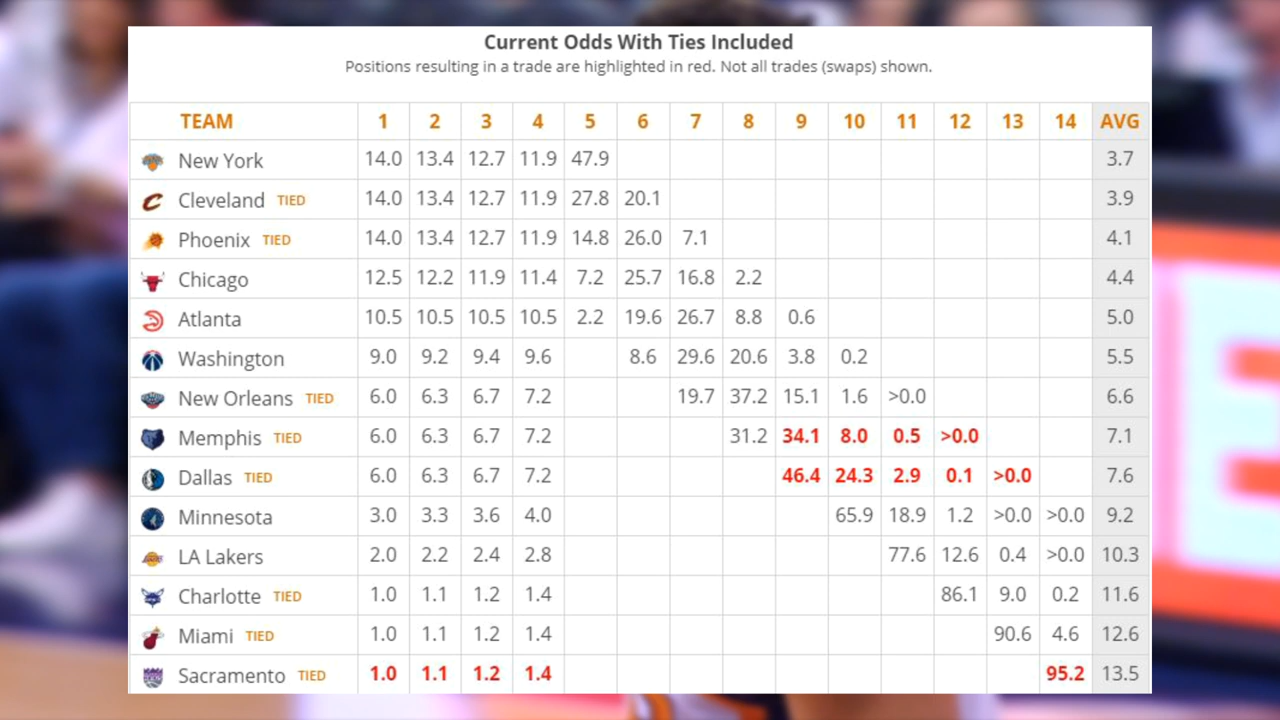 Current Odds With Ties Included
Positions resulting in a trade are highlighted in red. Not all trades (swaps) shown.
TEAM 1 2 3 4 5 6 7 8 9 10 11 12 13 14 AVG
New York 14.0 13.4 12.7 11.9 47.9 3.7
Cleveland TIED 14.0 13.4 12.7 11.9 27.8 20.1 3.9
Phoenix TIED 14.0 13.4 12.7 11.9 14.8 26.0 7.1 4.1
Chicago 12.5 12.2 11.9 11.4 7.2 25.7 16.8 2.2 4.4
Atlanta 10.5 10.5 10.5 10.5 2.2 19.6 26.7 8.8 0.6 5.0
Washington 9.0 9.2 9.4 9.6 8.6 29.6 20.6 3.8 0.2 5.5
New Orleans TIED 6.0 6.3 6.7 7.2 19.7 37.2 15.1 1.6 >0.0 6.6
Memphis TIED 6.0 6.3 6.7 7.2 31.2 34.1 8.0 0.5 >0.0 7.1
Dallas TIED 6.0 6.3 6.7 7.2 46.4 24.3 2.9 0.1 >0.0 7.6
Minnesota 3.0 3.3 3.6 4.0 65.9 18.9 1.2 >0.0 >0.0 9.2
LA Lakers 2.0 2.2 2.4 2.8 77.6 12.6 0.4 >0.0 10.3
Charlotte TIED 1.0 1.1 1.2 1.4 86.1 9.0 0.2 11.6
Miami TIED 1.0 1.1 1.2 1.4 90.6 4.6 12.6
Sacramento TIED 1.0 1.1 1.2 1.4 95.2 13.5